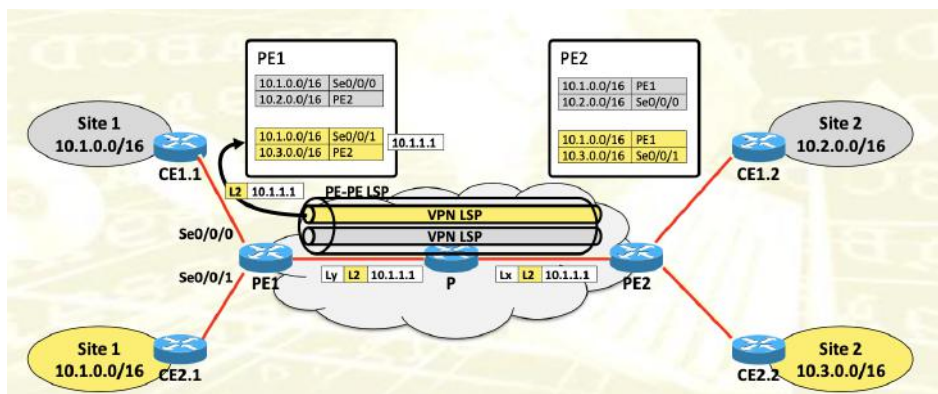 PE1
10.1.0.0/16 Se0/0/0
10.2.0.0/16 PE2
10.1.0.0/16 Se0/0/1
10.3.0.0/16 PE2
10.1.1.1
PE2
10.1.0.0/16 PE1
10.2.0.0/16 Se0/0/0
10.1.0.0/16 PE1
10.3.0.0/16 Se0/0/1
Site 1
10.1.0.0/16
CE1.1
Site 2
10.2.0.0/16
CE1.2
L2 10.1.1.1
PE-PE LSP
VPN LSP
VPN LSP
Se0/0/0
Se0/0/1
PE1
Ly L2 10.1.1.1
P
Lx L2 10.1.1.1
PE2
Site 1
10.1.0.0/16
CE2.1
Site 2
10.3.0.0/16
CE2.2